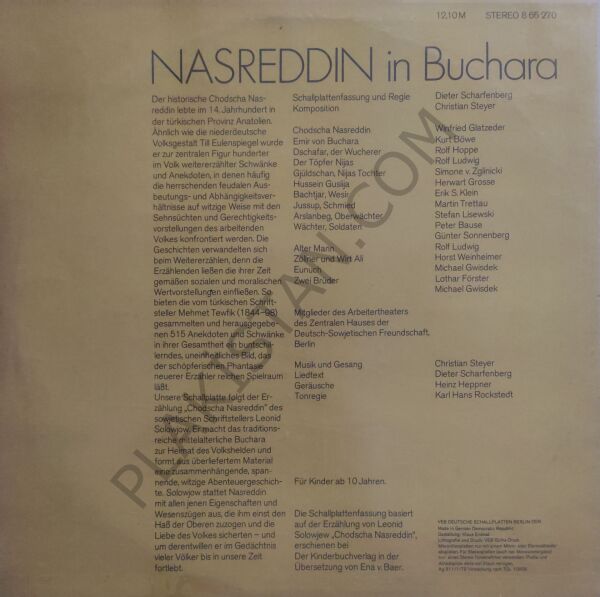 12,10 M STEREO 8 65 270
NASREDDIN in Buchara
Der historische Chodscha Nas-
reddin lebte im 14. Jahrhundert in
der türkischen Provinz Anatolien.
Ähnlich wie die niederdeutsche
Volksgestalt Till Eulenspiegel wurde
er zur zentralen Figur hunderter
im Volk weitererzählter Schwänke
und Anekdoten, in denen häufig
die herrschenden feudalen Aus-
beutungs- und Abhängigkeitsver-
hältnisse auf witzige Weise mit den
Sehnsüchten und Gerechtigkeits-
vorstellungen des arbeitenden
Volkes konfrontiert werden. Die
Geschichten verwandelten sich
beim Weitererzählen, denn die
Erzählenden ließen die ihrer Zeit
gemäßen sozialen und moralischen
Wertvorstellungen einfließen. So
bieten die vom türkischen Schrift-
steller Mehmet Tewfik (1844–98)
gesammelten und herausgegebe-
nen 515 Anekdoten und Schwänke
in ihrer Gesamtheit ein buntschil-
lerndes, uneinheitliches Bild, das
der schöpferischen Phantasie
neuerer Erzähler reichen Spielraum
läßt.
Unsere Schallplatte folgt der Er-
zählung „Chodscha Nasreddin" des
sowjetischen Schriftstellers Leonid
Solowjow. Er macht das traditions-
reiche mittelalterliche Buchara
zur Heimat des Volkshelden und
formt aus überliefertem Material
eine zusammenhängende, span-
nende, witzige Abenteuergeschich-
te. Solowjow stattet Nasreddin
mit allen jenen Eigenschaften und
Wesenszügen aus, die ihm einst den
Haß der Oberen zuzogen und die
Liebe des Volkes sicherten – und
um derentwillen er im Gedächtnis
vieler Völker bis in unsere Zeit
fortlebt.
Schallplattenfassung und Regie Dieter Scharfenberg
Komposition Christian Steyer
Chodscha Nasreddin Winfried Glatzeder
Emir von Buchara Kurt Böwe
Dschafar, der Wucherer Rolf Hoppe
Der Töpfer Nijas Rolf Ludwig
Gjüldschan, Nijas Tochter Simone v. Zglinicki
Hussein Guslija Herwart Grosse
Bachtjar, Wesir Erik S. Klein
Jussup, Schmied Martin Trettau
Arslanbeg, Oberwächter Stefan Lisewski
Wächter, Soldaten Peter Bause
Günter Sonnenberg
Alter Mann Rolf Ludwig
Zöllner und Wirt Ali Horst Weinheimer
Eunuch Michael Gwisdek
Zwei Brüder Lothar Förster
Michael Gwisdek
Mitglieder des Arbeitertheaters
des Zentralen Hauses der
Deutsch-Sowjetischen Freundschaft,
Berlin
Musik und Gesang Christian Steyer
Liedtext Dieter Scharfenberg
Geräusche Heinz Heppner
Tonregie Karl Hans Rockstedt
Für Kinder ab 10 Jahren.
Die Schallplattenfassung basiert
auf der Erzählung von Leonid
Solowjew „Chodscha Nasreddin",
erschienen bei
Der Kinderbuchverlag in der
Übersetzung von Ena v. Baer.
VEB DEUTSCHE SCHALLPLATTEN BERLIN DDR
Made in German Democratic Republic
PLAKISTAN.COM